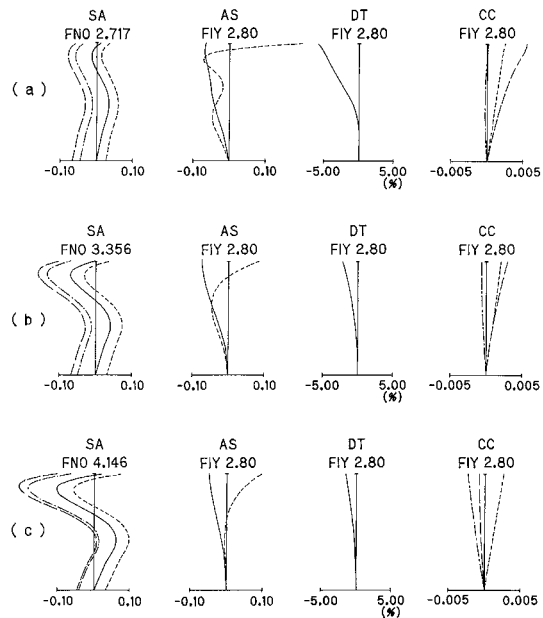 SA AS DT CC
FNO 2.717 FIY 2.80 FIY 2.80 FIY 2.80
(a)
-0.10 0.10 -0.10 0.10 -5.00 5.00 -0.005 0.005
(%)
SA AS DT CC
FNO 3.356 FIY 2.80 FIY 2.80 FIY 2.80
(b)
-0.10 0.10 -0.10 0.10 -5.00 5.00 -0.005 0.005
(%)
SA AS DT CC
FNO 4.146 FIY 2.80 FIY 2.80 FIY 2.80
(c)
-0.10 0.10 -0.10 0.10 -5.00 5.00 -0.005 0.005
(%)